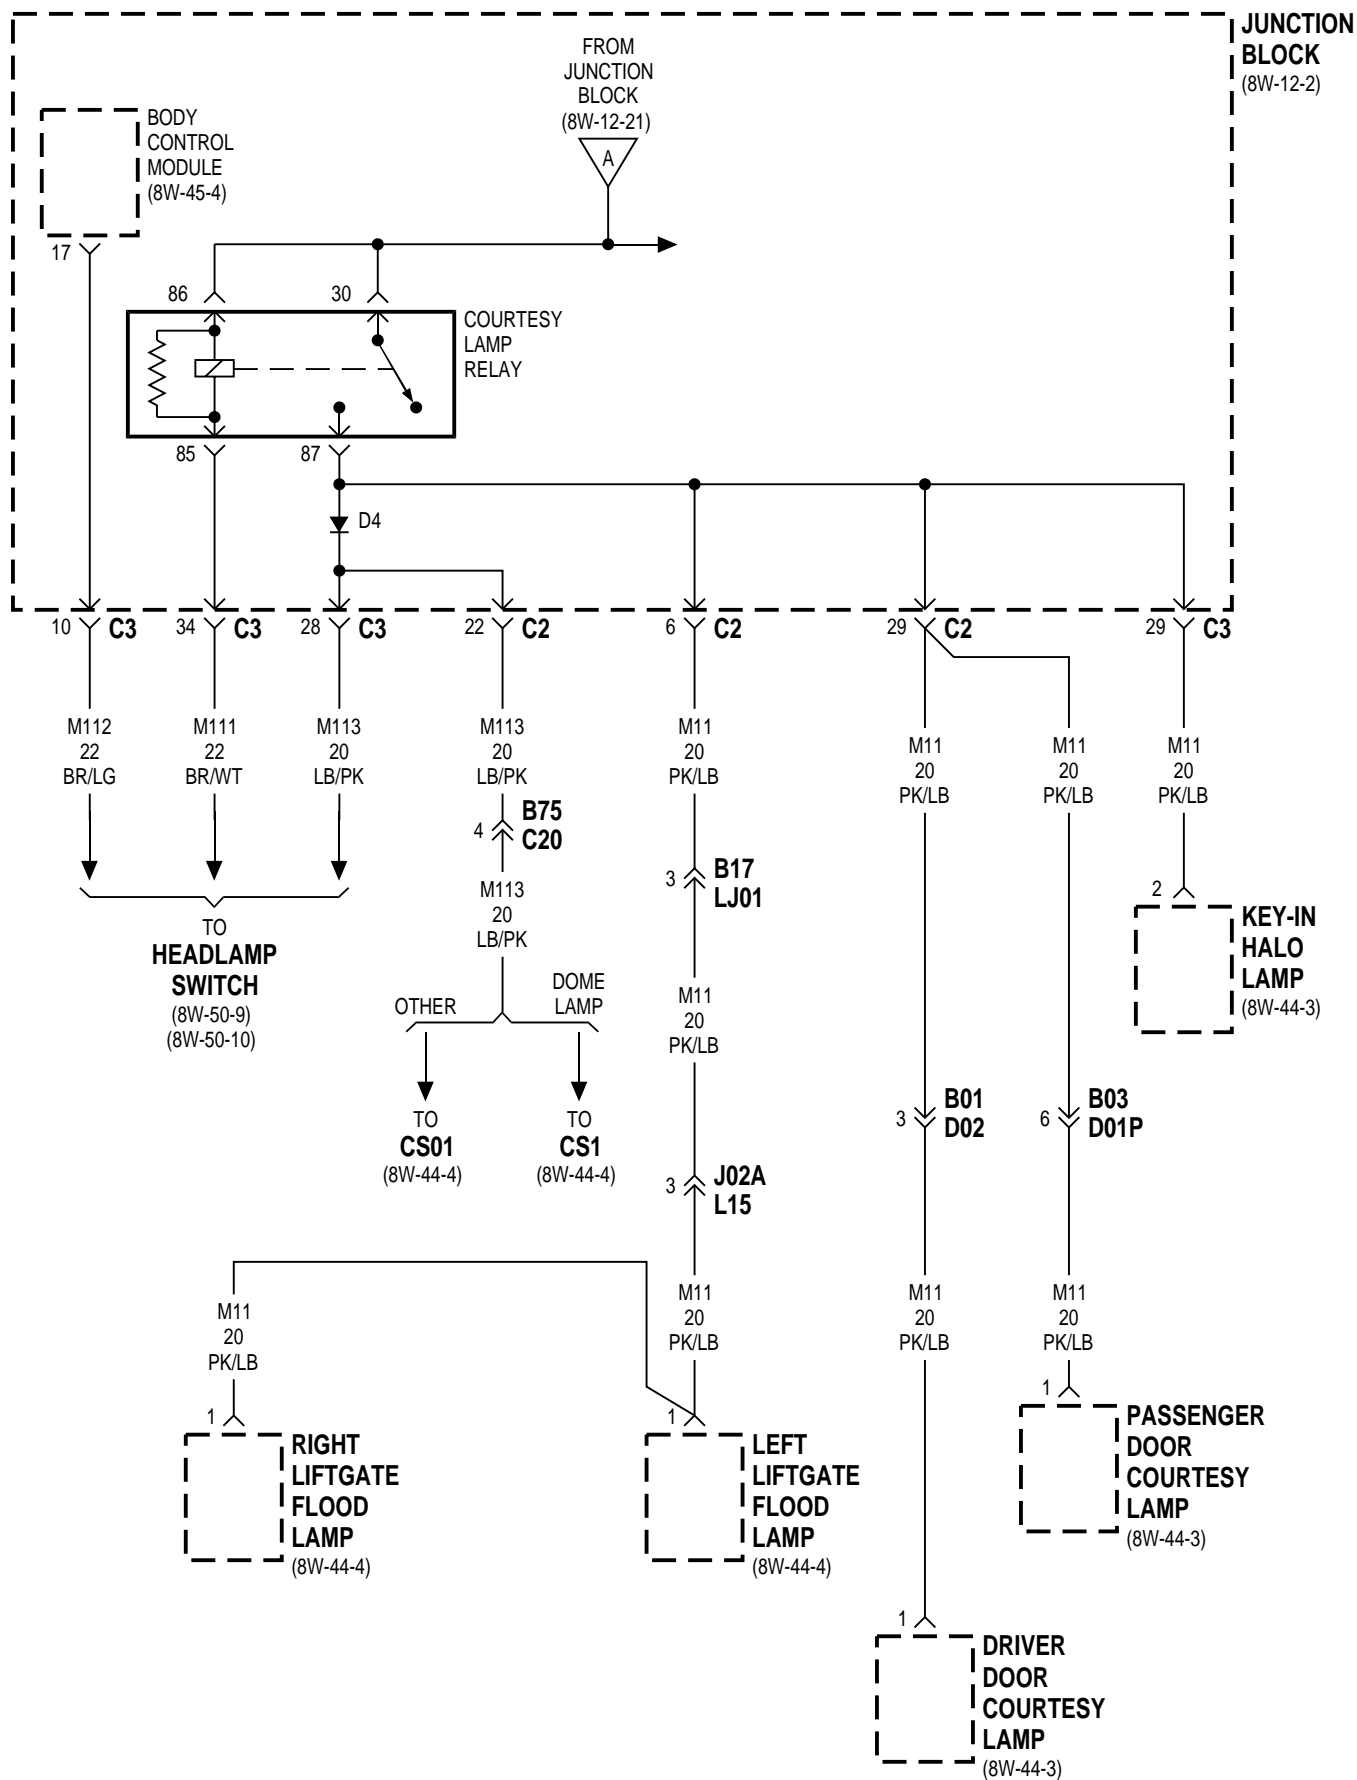 JUNCTION
BLOCK
(8W-12-2)
FROM
JUNCTION
BLOCK
(8W-12-21)
A
BODY
CONTROL
MODULE
(8W-45-4)
17
86
30
COURTESY
LAMP
RELAY
85
87
D4
10 C3
34 C3
28 C3
22 C2
6 C2
29 C2
29 C3
M112
22
BR/LG
M111
22
BR/WT
M113
20
LB/PK
M113
20
LB/PK
M11
20
PK/LB
M11
20
PK/LB
M11
20
PK/LB
M11
20
PK/LB
4
B75
C20
3
B17
LJ01
M113
20
LB/PK
2
KEY-IN
HALO
LAMP
(8W-44-3)
TO
HEADLAMP
SWITCH
(8W-50-9)
(8W-50-10)
OTHER
DOME
LAMP
M11
20
PK/LB
TO
CS01
(8W-44-4)
TO
CS1
(8W-44-4)
3
B01
D02
6
B03
D01P
3
J02A
L15
M11
20
PK/LB
M11
20
PK/LB
M11
20
PK/LB
M11
20
PK/LB
1
RIGHT
LIFTGATE
FLOOD
LAMP
(8W-44-4)
1
LEFT
LIFTGATE
FLOOD
LAMP
(8W-44-4)
1
PASSENGER
DOOR
COURTESY
LAMP
(8W-44-3)
1
DRIVER
DOOR
COURTESY
LAMP
(8W-44-3)